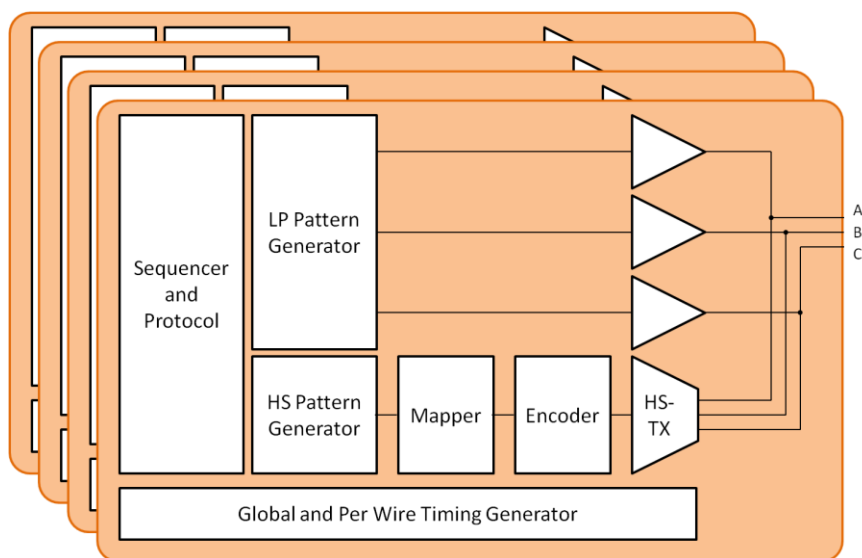 A
B
C
LP Pattern
Generator
Sequencer
and
Protocol
HS Pattern
Generator
Mapper
Encoder
HS-
TX
Global and Per Wire Timing Generator